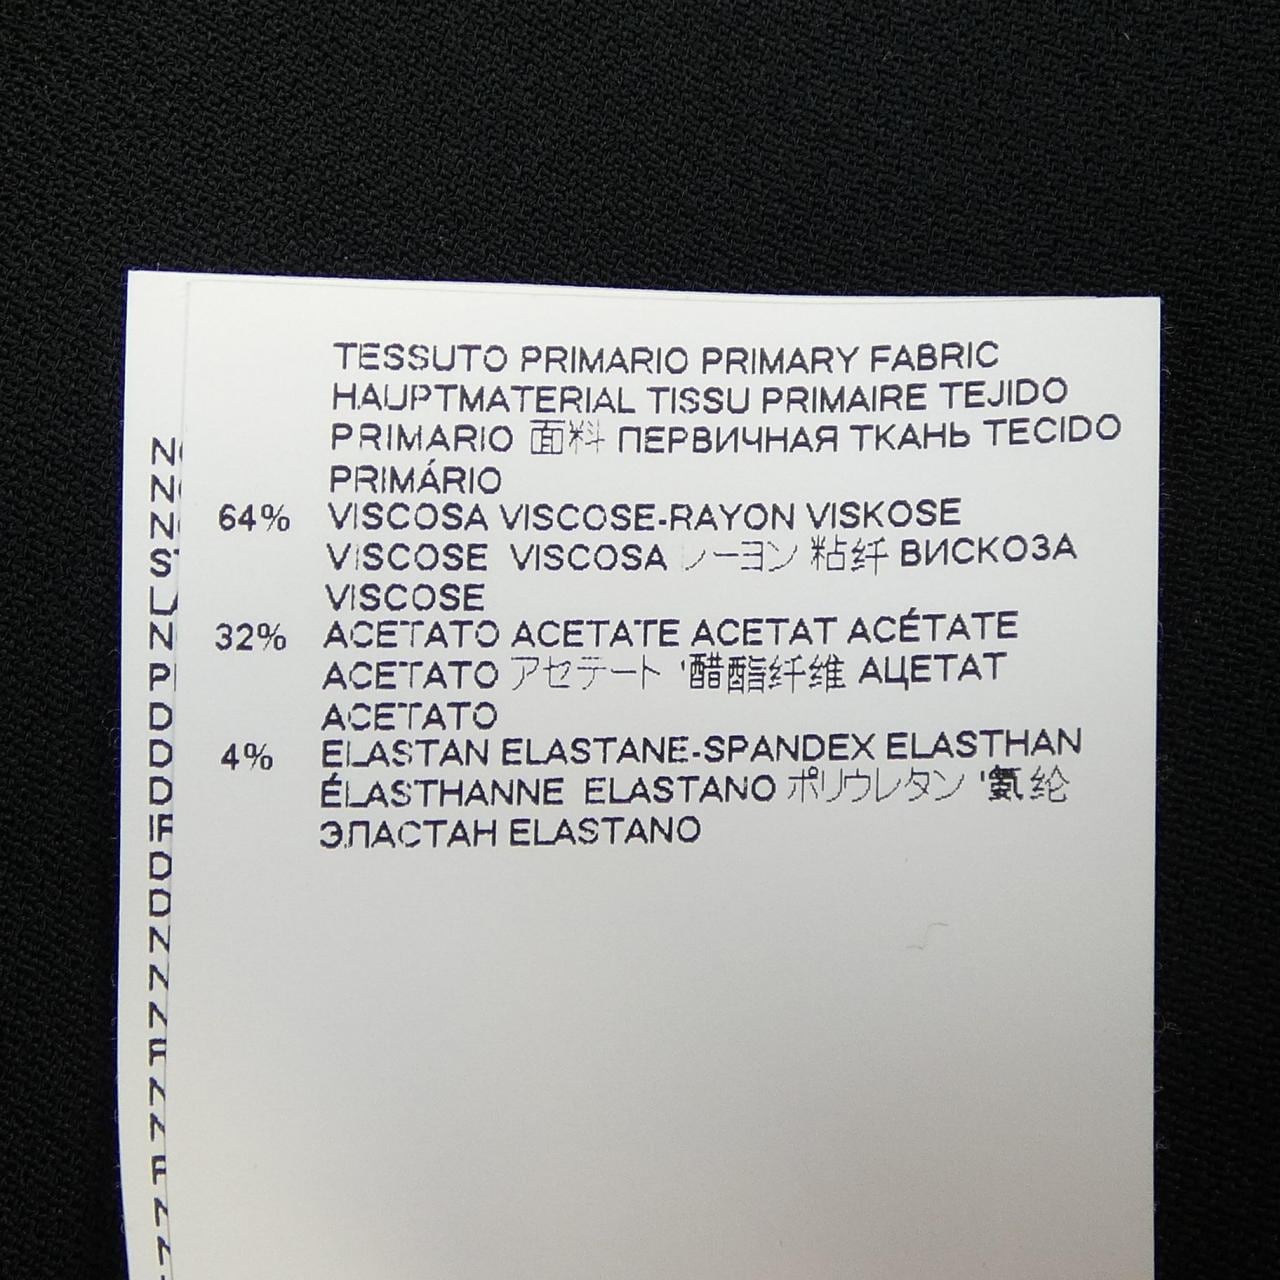 TESSUTO PRIMARIO PRIMARY FABRIC
HAUPTMATERIAL TISSU PRIMAIRE TEJIDO
PRIMARIO 面料 ПЕРВИЧНАЯ ТКАНЬ TECIDO
PRIMÁRIO
64% VISCOSA VISCOSE-RAYON VISKOSE
VISCOSE VISCOSA レーヨン 粘纤 ВИСКОЗА
VISCOSE
32% ACETATO ACETATE ACETAT ACÉTATE
ACETATO アセテート '醋酯纤维 АЦЕТАТ
ACETATO
4% ELASTAN ELASTANE-SPANDEX ELASTHAN
ÉLASTHANNE ELASTANO ポリウレタン '氨纶
ЭЛАСТАН ELASTANO